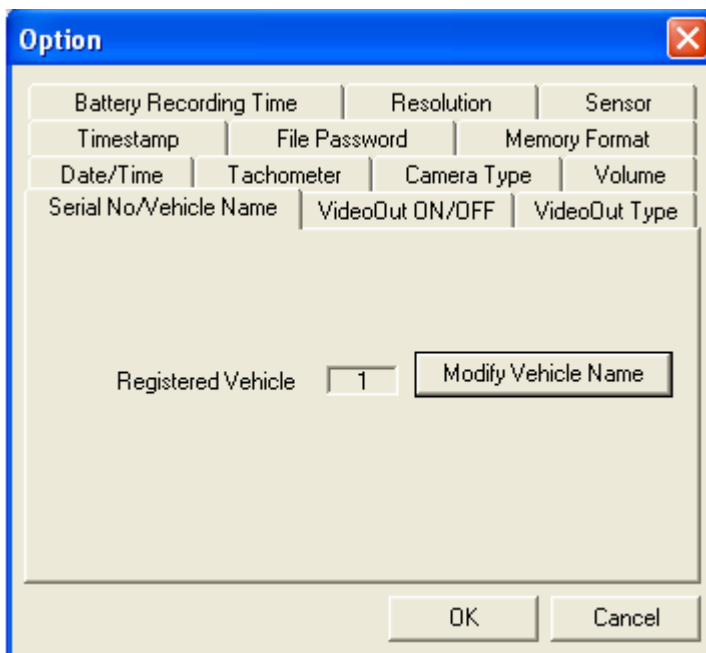 Option
Battery Recording Time Resolution Sensor
Timestamp File Password Memory Format
Date/Time Tachometer Camera Type Volume
Serial No/Vehicle Name VideoOut ON/OFF VideoOut Type
Registered Vehicle 1 Modify Vehicle Name
OK Cancel